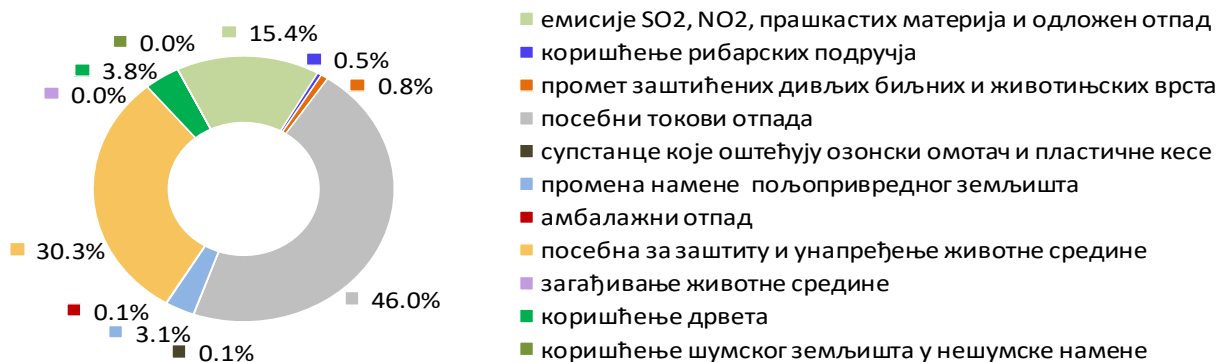 0.0%
15.4%
3.8%
0.5%
0.0%
0.8%
30.3%
46.0%
0.1%
3.1%
0.1%
емисије SO2, NO2, прашкастих материја и одложен отпад
коришћење рибарских подручја
промет заштићених дивљих биљних и животињских врста
посебни токови отпада
супстанце које оштећују озонски омотач и пластичне кесе
промена намене пољопривредног земљишта
амбалажни отпад
посебна за заштиту и унапређење животне средине
загађивање животне средине
коришћење дрвета
коришћење шумског земљишта у нешумске намене